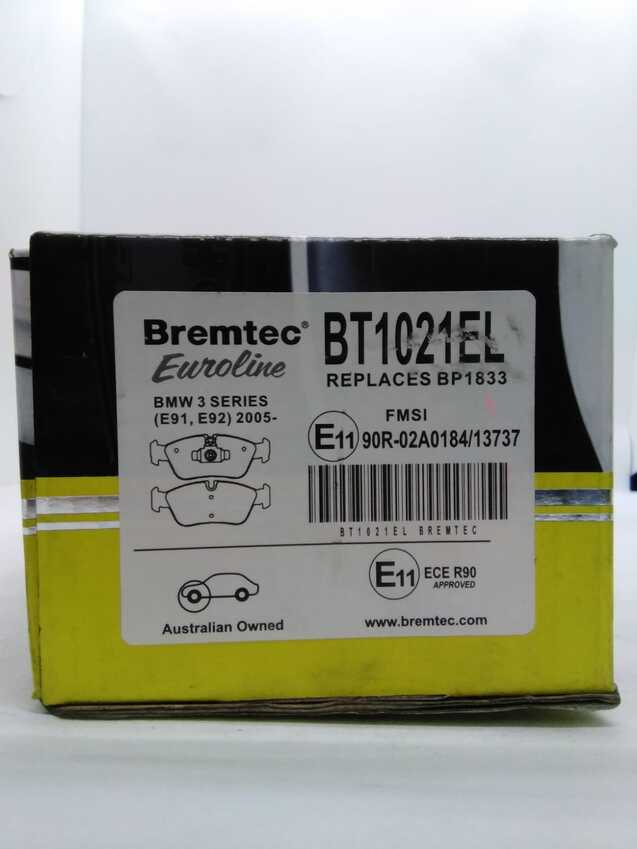 Bremtec®
Euroline
BMW 3 SERIES
(E91, E92) 2005-
BT1021EL
REPLACES BP1833
FMSI
E11 90R-02A0184/13737
BT1021EL BREMTEC
Australian Owned
E11 ECE R90
APPROVED
www.bremtec.com